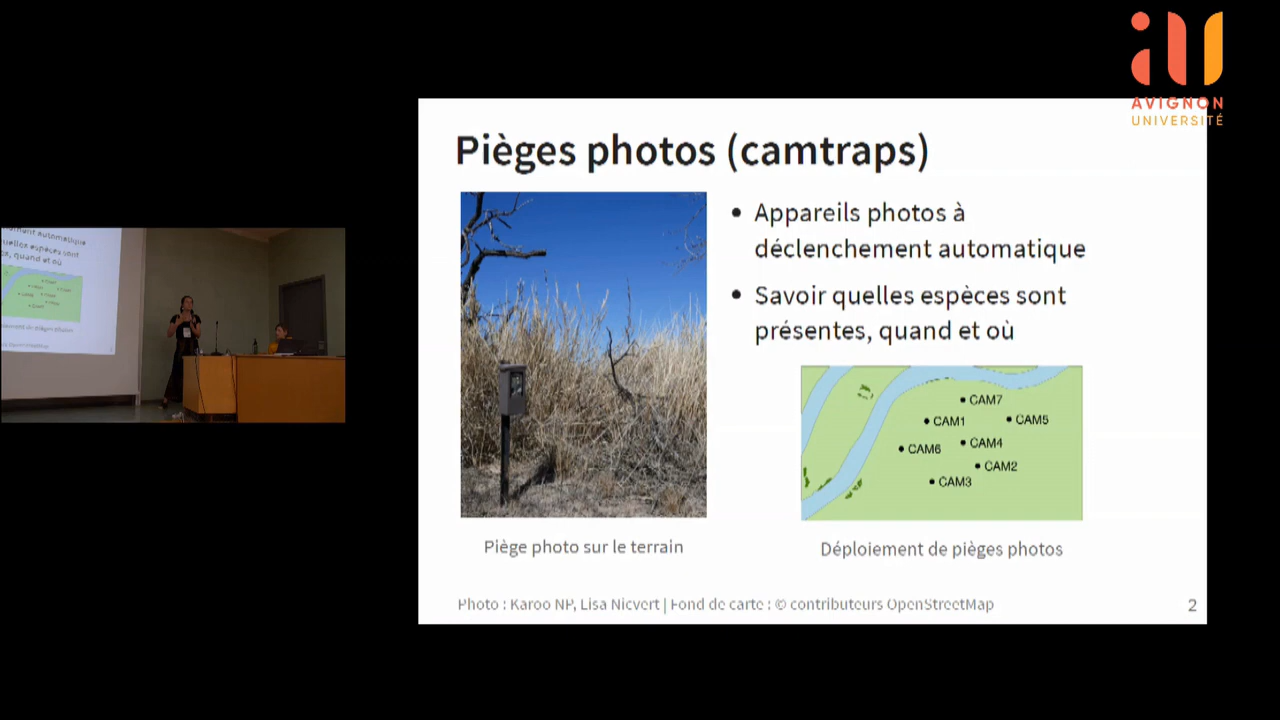 AVIGNON
UNIVERSITÉ
Pièges photos (camtraps)
Appareils photos à
déclenchement automatique
Savoir quelles espèces sont
présentes, quand et où
CAM7
CAM1
CAM5
CAM4
CAM6
CAM2
CAM3
Piège photo sur le terrain
Déploiement de pièges photos
Photo : Karoo NP, Lisa Nicvert | Fond de carte : © contributeurs OpenStreetMap
2